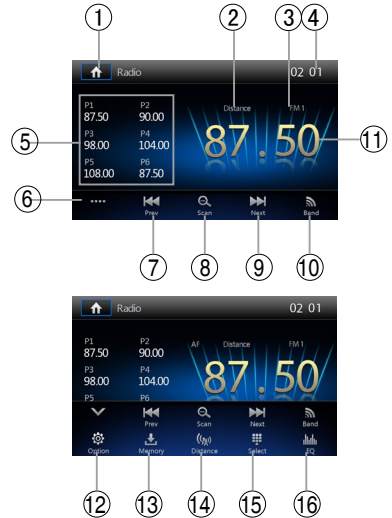 ① ② ③ ④
Radio 02 01
Distance FM 1
P1 P2
87.50 90.00
P3 P4
98.00 104.00
P5 P6
108.00 87.50
87.50
⑤ ⑪
⑥
Prev Scan Next Band
⑦ ⑧ ⑨ ⑩
Radio 02 01
AF Distance FM 1
P1 P2
87.50 90.00
P3 P4
98.00 104.00
P5 P6
87.50
Prev Scan Next Band
Option Memory Distance Select EQ
⑫ ⑬ ⑭ ⑮ ⑯